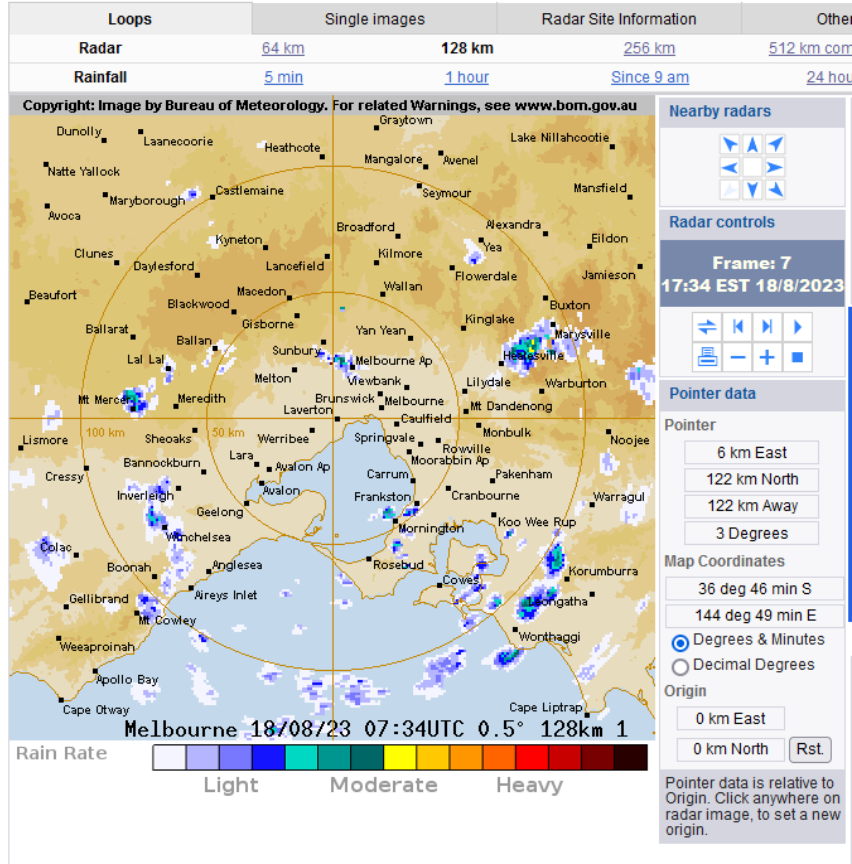 Loops Single images Radar Site Information Other
Radar 64 km 128 km 256 km 512 km com
Rainfall 5 min 1 hour Since 9 am 24 hou
Copyright: Image by Bureau of Meteorology. For related Warnings, see www.bom.gov.au
Graytown
Dunolly Laanecoorie Lake Nillahcootie
Heathcote
Mangalore Avenel
Natte Yallock
Castlemaine Seymour Mansfield
Maryborough
Avoca
Broadford Alexandra
Kyneton Yea Eildon
Clunes Lancefield Kilmore
Daylesford Flowerdale Jamieson
Beaufort Macedon Wallan
Blackwood Buxton
Gisborne Kinglake
Ballarat Yan Yean Marysville
Ballan Sunbury Healesville
Lal Lal Melbourne Ap
Melton Viewbank Lilydale Warburton
Mt Mercer Meredith Brunswick Melbourne Mt Dandenong
Laverton Caulfield
100 km 50 km
Lismore Sheoaks Werribee Springvale Monbulk Noojee
Rowville
Bannockburn Lara Moorabbin Ap
Cressy Avalon Ap Carrum Pakenham
Inverleigh Avalon Frankston Cranbourne Warragul
Geelong
Mornington Koo Wee Rup
Winchelsea
Colac
Boonah Anglesea Rosebud Korumburra
Cowes
Gellibrand Aireys Inlet Leongatha
Mt Cowley
Weeaproinah Wonthaggi
Apollo Bay
Cape Otway Cape Liptrap
Melbourne 18/08/23 07:34UTC 0.5° 128km 1
Rain Rate
Light Moderate Heavy
Nearby radars
Radar controls
Frame: 7
17:34 EST 18/8/2023
Pointer data
Pointer
6 km East
122 km North
122 km Away
3 Degrees
Map Coordinates
36 deg 46 min S
144 deg 49 min E
Degrees & Minutes
Decimal Degrees
Origin
0 km East
0 km North Rst.
Pointer data is relative to
Origin. Click anywhere on
radar image, to set a new
origin.